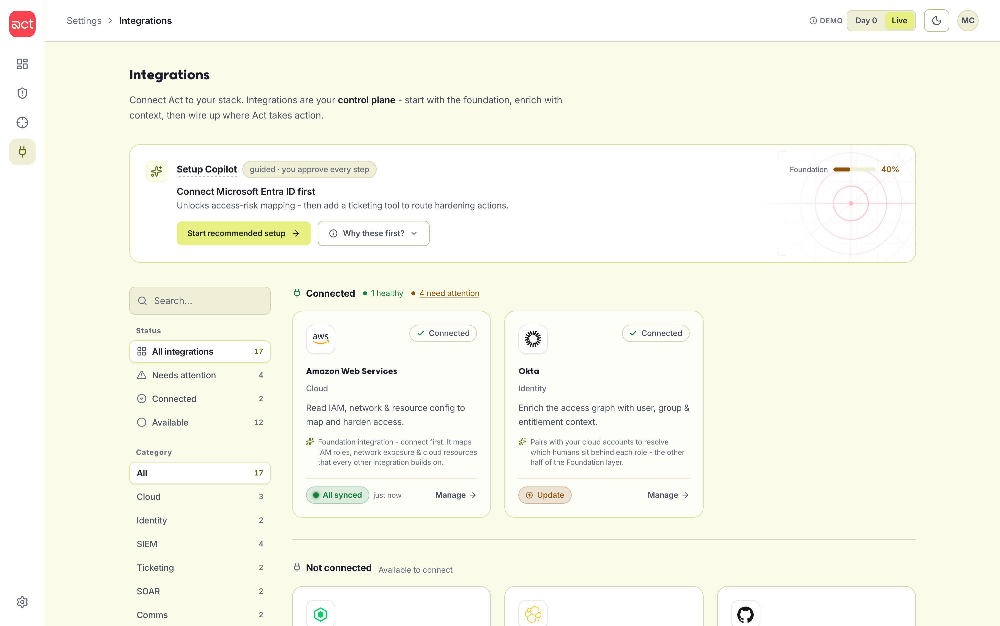 act
Settings > Integrations
DEMO
Day 0
Live
MC
Integrations
Connect Act to your stack. Integrations are your control plane - start with the foundation, enrich with
context, then wire up where Act takes action.
Setup Copilot
guided · you approve every step
Foundation
40%
Connect Microsoft Entra ID first
Unlocks access-risk mapping - then add a ticketing tool to route hardening actions.
Start recommended setup
Why these first?
Search...
Status
All integrations 17
Needs attention 4
Connected 2
Available 12
Category
All 17
Cloud 3
Identity 2
SIEM 4
Ticketing 2
SOAR 2
Comms 2
Connected
1 healthy
4 need attention
aws
Connected
Amazon Web Services
Cloud
Read IAM, network & resource config to
map and harden access.
Foundation integration - connect first. It maps
IAM roles, network exposure & cloud resources
that every other integration builds on.
All synced
just now
Manage
Connected
Okta
Identity
Enrich the access graph with user, group &
entitlement context.
Pairs with your cloud accounts to resolve
which humans sit behind each role - the other
half of the Foundation layer.
Update
Manage
Not connected
Available to connect